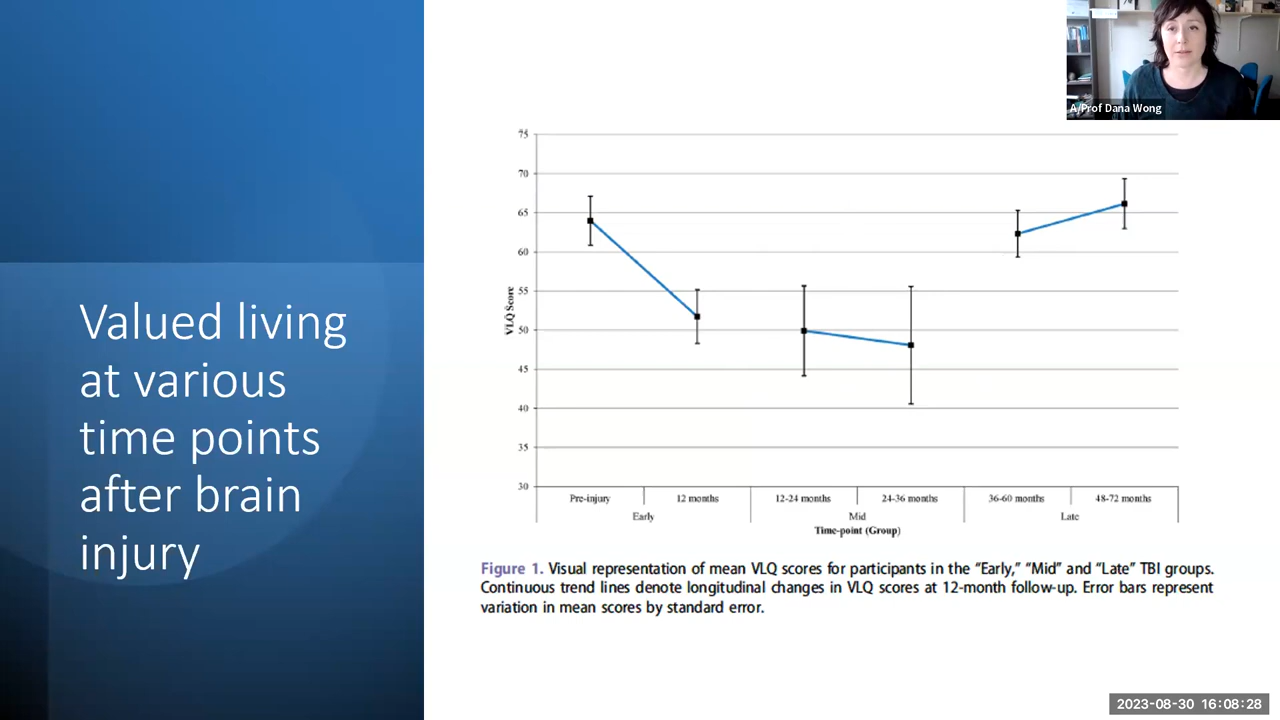 A/Prof Dana Wong
Valued living
at various
time points
after brain
injury
75
70
65
60
55
50
45
40
35
30
VLQ Score
Pre-injury
12 months
12-24 months
24-36 months
36-60 months
48-72 months
Early
Mid
Late
Time-point (Group)
Figure 1. Visual representation of mean VLQ scores for participants in the “Early,” “Mid” and “Late” TBI groups.
Continuous trend lines denote longitudinal changes in VLQ scores at 12-month follow-up. Error bars represent
variation in mean scores by standard error.
2023-08-30 16:08:28